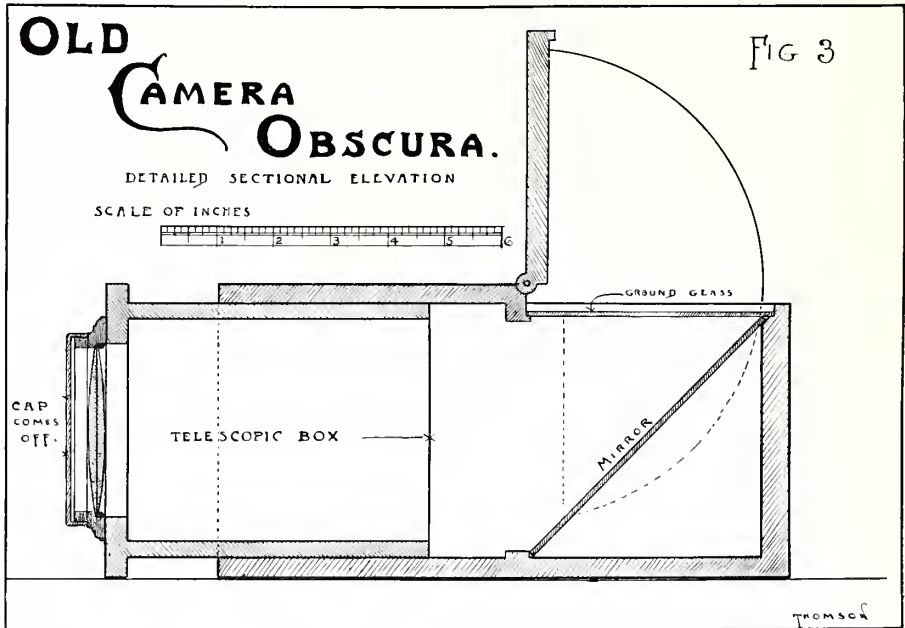 OLD
CAMERA
OBSCURA.
FIG 3
DETAILED SECTIONAL ELEVATION
SCALE OF INCHES
1 2 3 4 5 6
GROUND GLASS
CAP
COMES
OFF.
TELESCOPIC BOX
MIRROR
THOMSON